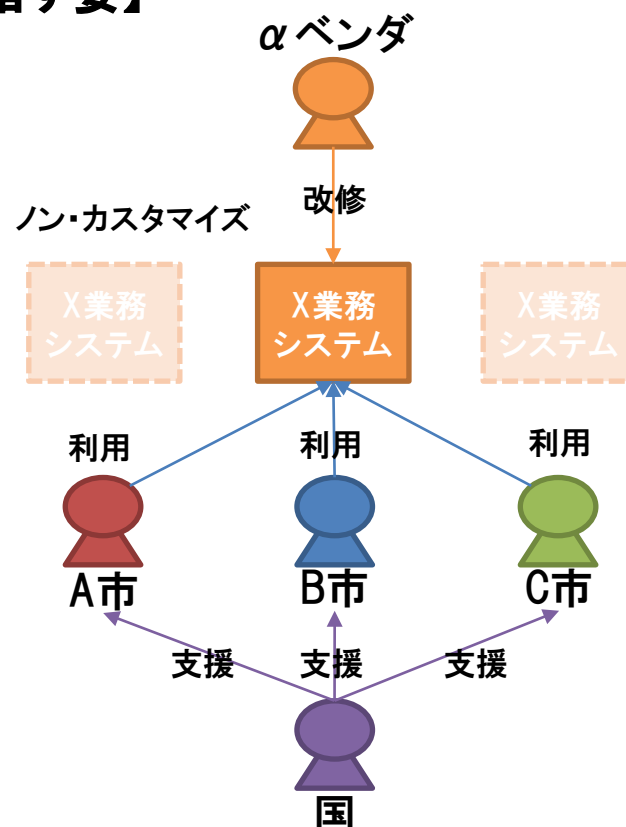 す姿】
αベンダ
改修
ノン・カスタマイズ
X業務
システム
X業務
システム
X業務
システム
利用
利用
利用
A市
B市
C市
支援
支援
支援
国